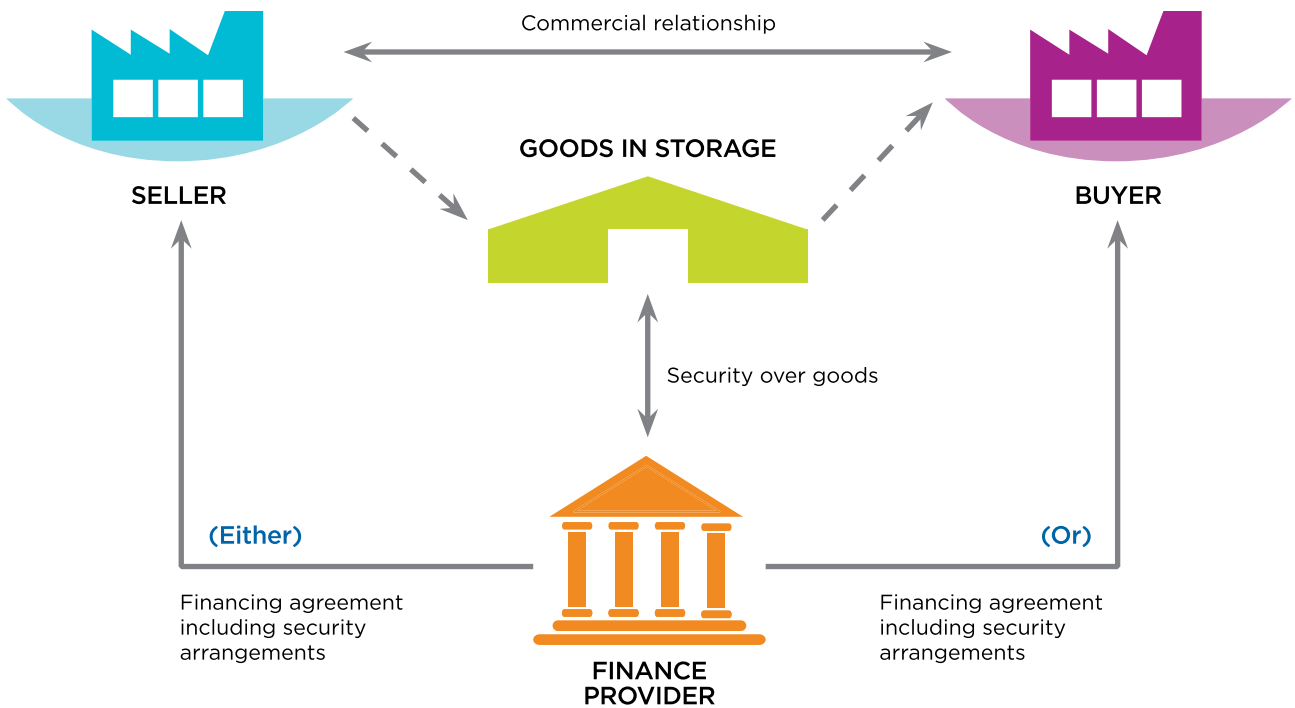 Commercial relationship
GOODS IN STORAGE
SELLER
BUYER
Security over goods
(Either)
(Or)
Financing agreement
including security
arrangements
Financing agreement
including security
arrangements
FINANCE
PROVIDER